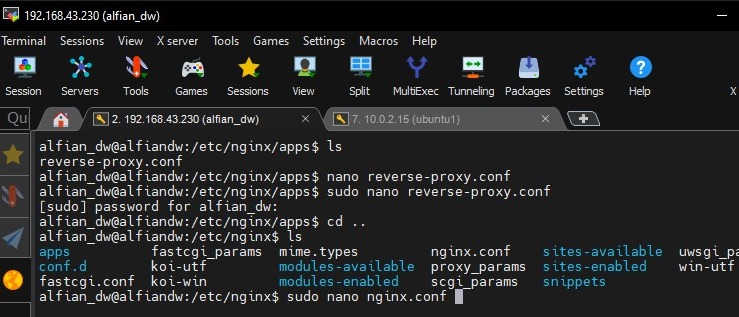 192.168.43.230 (alfian_dw)
Terminal Sessions View X server Tools Games Settings Macros Help
Session Servers Tools Games Sessions View Split MultiExec Tunneling Packages Settings Help X
Qu
2. 192.168.43.230 (alfian_dw) 7. 10.0.2.15 (ubuntu1)
alfian_dw@alfiandw:/etc/nginx/apps$ ls
reverse-proxy.conf
alfian_dw@alfiandw:/etc/nginx/apps$ nano reverse-proxy.conf
alfian_dw@alfiandw:/etc/nginx/apps$ sudo nano reverse-proxy.conf
[sudo] password for alfian_dw:
alfian_dw@alfiandw:/etc/nginx/apps$ cd ..
alfian_dw@alfiandw:/etc/nginx$ ls
apps fastcgi_params mime.types nginx.conf sites-available uwsgi_pa
conf.d koi-utf modules-available proxy_params sites-enabled win-utf
fastcgi.conf koi-win modules-enabled scgi_params snippets
alfian_dw@alfiandw:/etc/nginx$ sudo nano nginx.conf